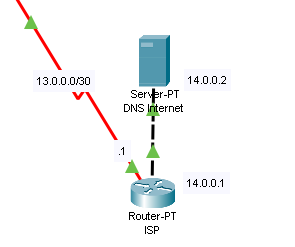 13.0.0.0/30
14.0.0.2
Server-PT
DNS Internet
.1
14.0.0.1
Router-PT
ISP